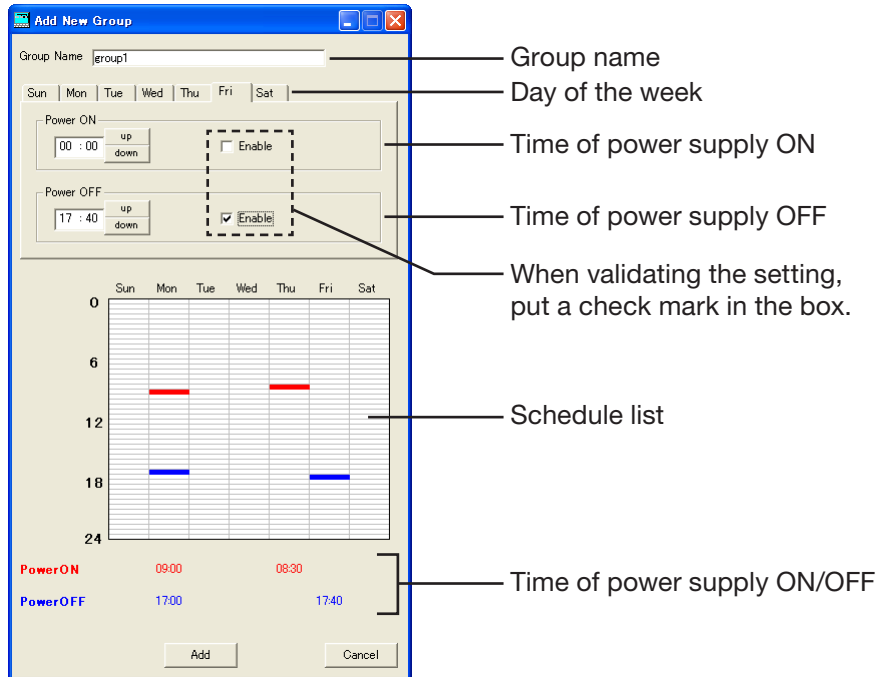 Add New Group
Group Name group1
Group name
Sun Mon Tue Wed Thu Fri Sat
Day of the week
Power ON
00 : 00 up down Enable
Time of power supply ON
Power OFF
17 : 40 up down Enable
Time of power supply OFF
When validating the setting,
put a check mark in the box.
Sun Mon Tue Wed Thu Fri Sat
0
6
12
18
24
Schedule list
PowerON 09:00 08:30
PowerOFF 17:00 17:40
Time of power supply ON/OFF
Add Cancel